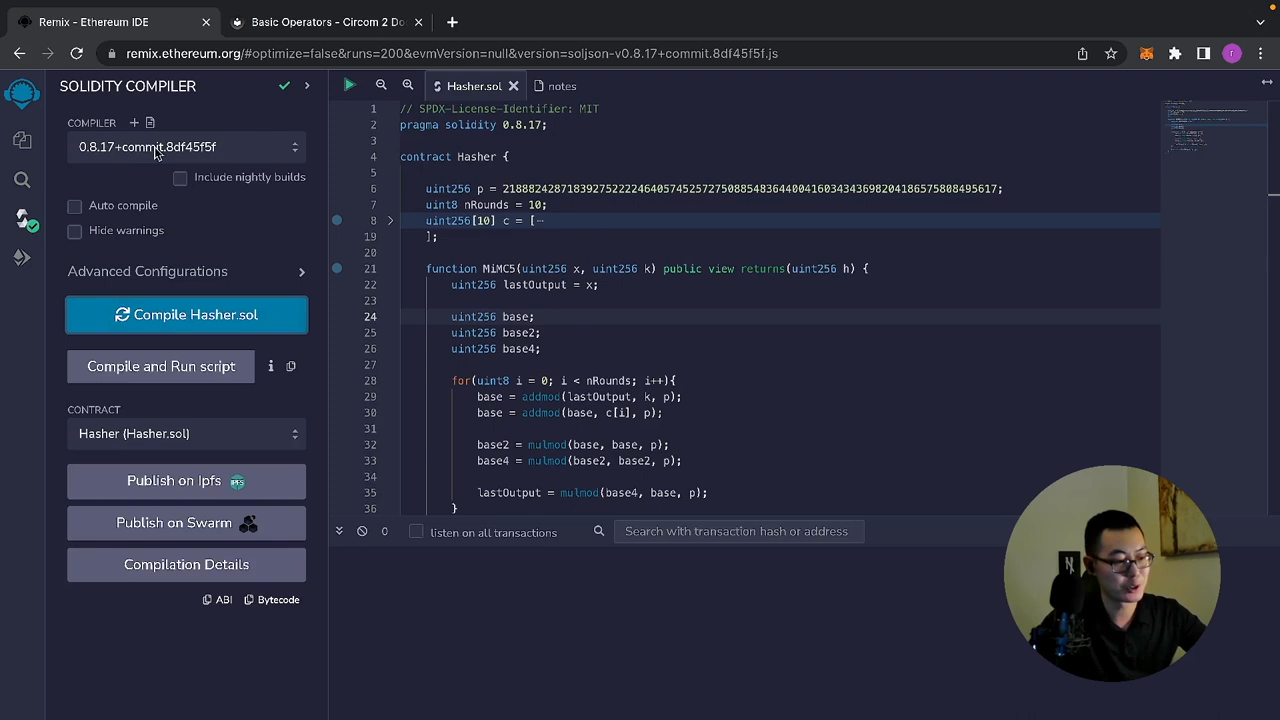 Remix - Ethereum IDE
Basic Operators - Circom 2 Do
remix.ethereum.org/#optimize=false&runs=200&evmVersion=null&version=soljson-v0.8.17+commit.8df45f5f.js
SOLIDITY COMPILER
COMPILER
0.8.17+commit.8df45f5f
Include nightly builds
Auto compile
Hide warnings
Advanced Configurations
Compile Hasher.sol
Compile and Run script
CONTRACT
Hasher (Hasher.sol)
Publish on Ipfs
Publish on Swarm
Compilation Details
ABI
Bytecode
Hasher.sol
notes
1 // SPDX-License-Identifier: MIT
2 pragma solidity 0.8.17;
3
4 contract Hasher {
5
6 uint256 p = 21888242871839275222246405745257275088548364400416034343698204186575808495617;
7 uint8 nRounds = 10;
8 uint256[10] c = [⋯
19 ];
20
21 function MiMC5(uint256 x, uint256 k) public view returns(uint256 h) {
22 uint256 lastOutput = x;
23
24 uint256 base;
25 uint256 base2;
26 uint256 base4;
27
28 for(uint8 i = 0; i < nRounds; i++){
29 base = addmod(lastOutput, k, p);
30 base = addmod(base, c[i], p);
31
32 base2 = mulmod(base, base, p);
33 base4 = mulmod(base2, base2, p);
34
35 lastOutput = mulmod(base4, base, p);
36 }
0
listen on all transactions
Search with transaction hash or address